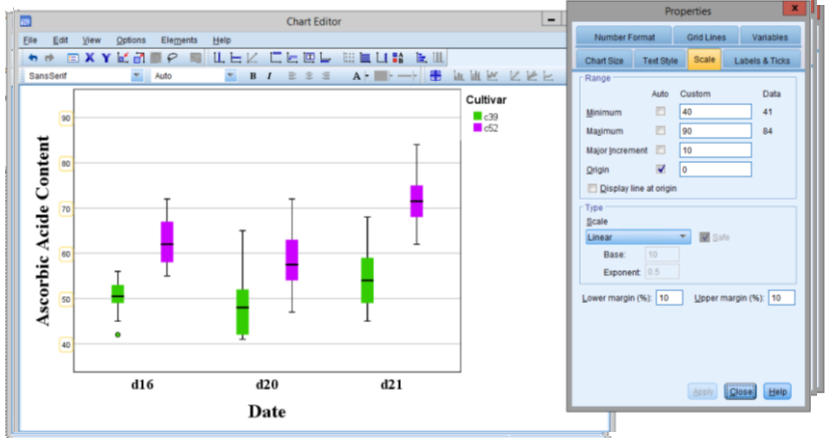 Chart Editor
File Edit View Options Elements Help
SansSerif Auto B I A
Ascorbic Acide Content
90
80
70
60
50
40
d16 d20 d21
Date
Cultivar
c39
c52
Properties
X
Number Format Grid Lines Variables
Chart Size Text Style Scale Labels & Ticks
Range
Auto Custom Data
Minimum 40 41
Maximum 90 84
Major Increment 10
Origin 0
Display line at origin
Type
Scale
Linear Safe
Base: 10
Exponent: 0.5
Lower margin (%): 10 Upper margin (%): 10
Apply Close Help